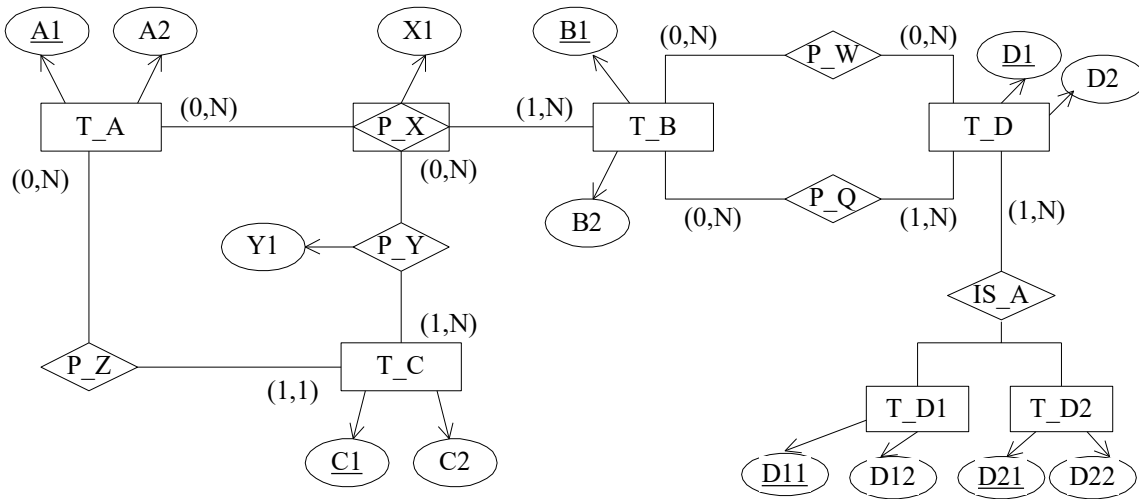 A1
A2
X1
B1
(0,N)
P_W
(0,N)
D1
D2
T_A
(0,N)
P_X
(1,N)
T_B
T_D
(0,N)
(0,N)
Y1
P_Y
B2
(0,N)
P_Q
(1,N)
(1,N)
IS_A
(1,N)
P_Z
(1,1)
T_C
T_D1
T_D2
C1
C2
D11
D12
D21
D22